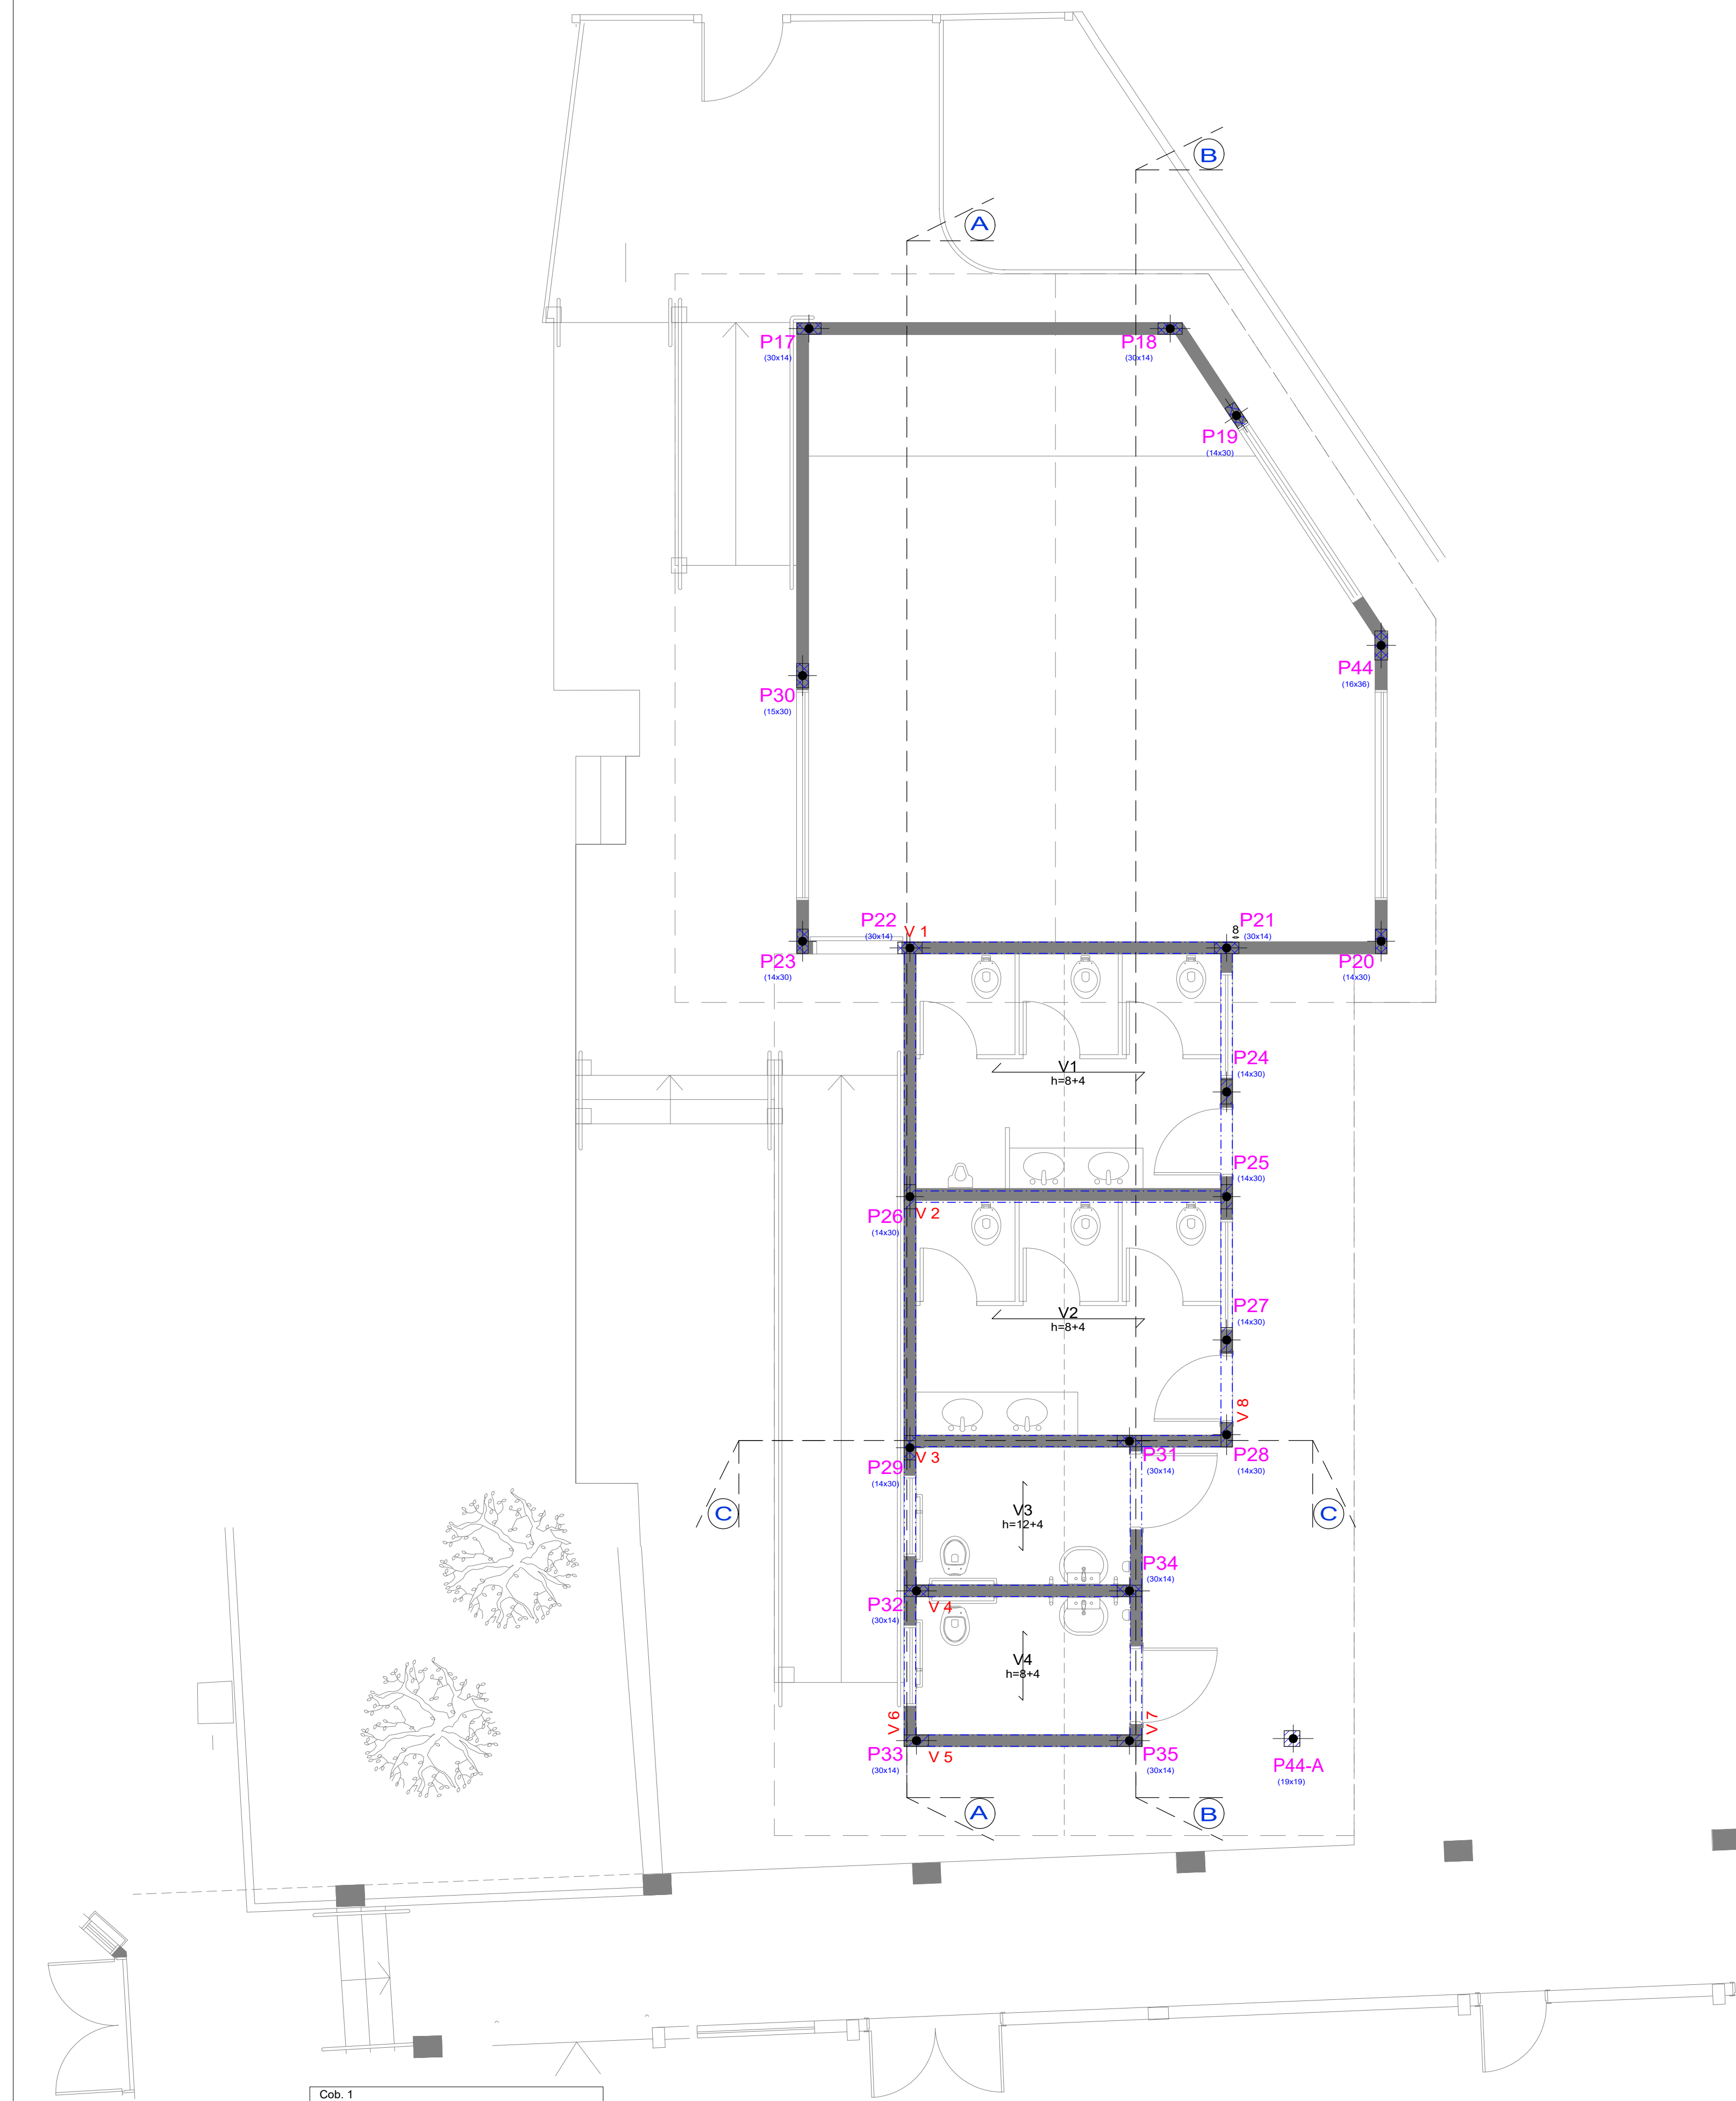 B
A
P17
(30x14)
P18
(30x14)
P19
(14x30)
P44
(16x36)
P30
(15x30)
P22
(30x14)
V 1
P21
8
(30x14)
P23
(14x30)
P20
(14x30)
P24
(14x30)
V1
h=8+4
P25
(14x30)
P26
(14x30)
V 2
P27
(14x30)
V2
h=8+4
V 8
P29
(14x30)
V 3
P31
(30x14)
P28
(14x30)
C
C
V3
h=12+4
P34
(30x14)
P32
(30x14)
V 4
V4
h=8+4
V 6
V 7
P33
(30x14)
V 5
P35
(30x14)
P44-A
(19x19)
A
B
Cob. 1